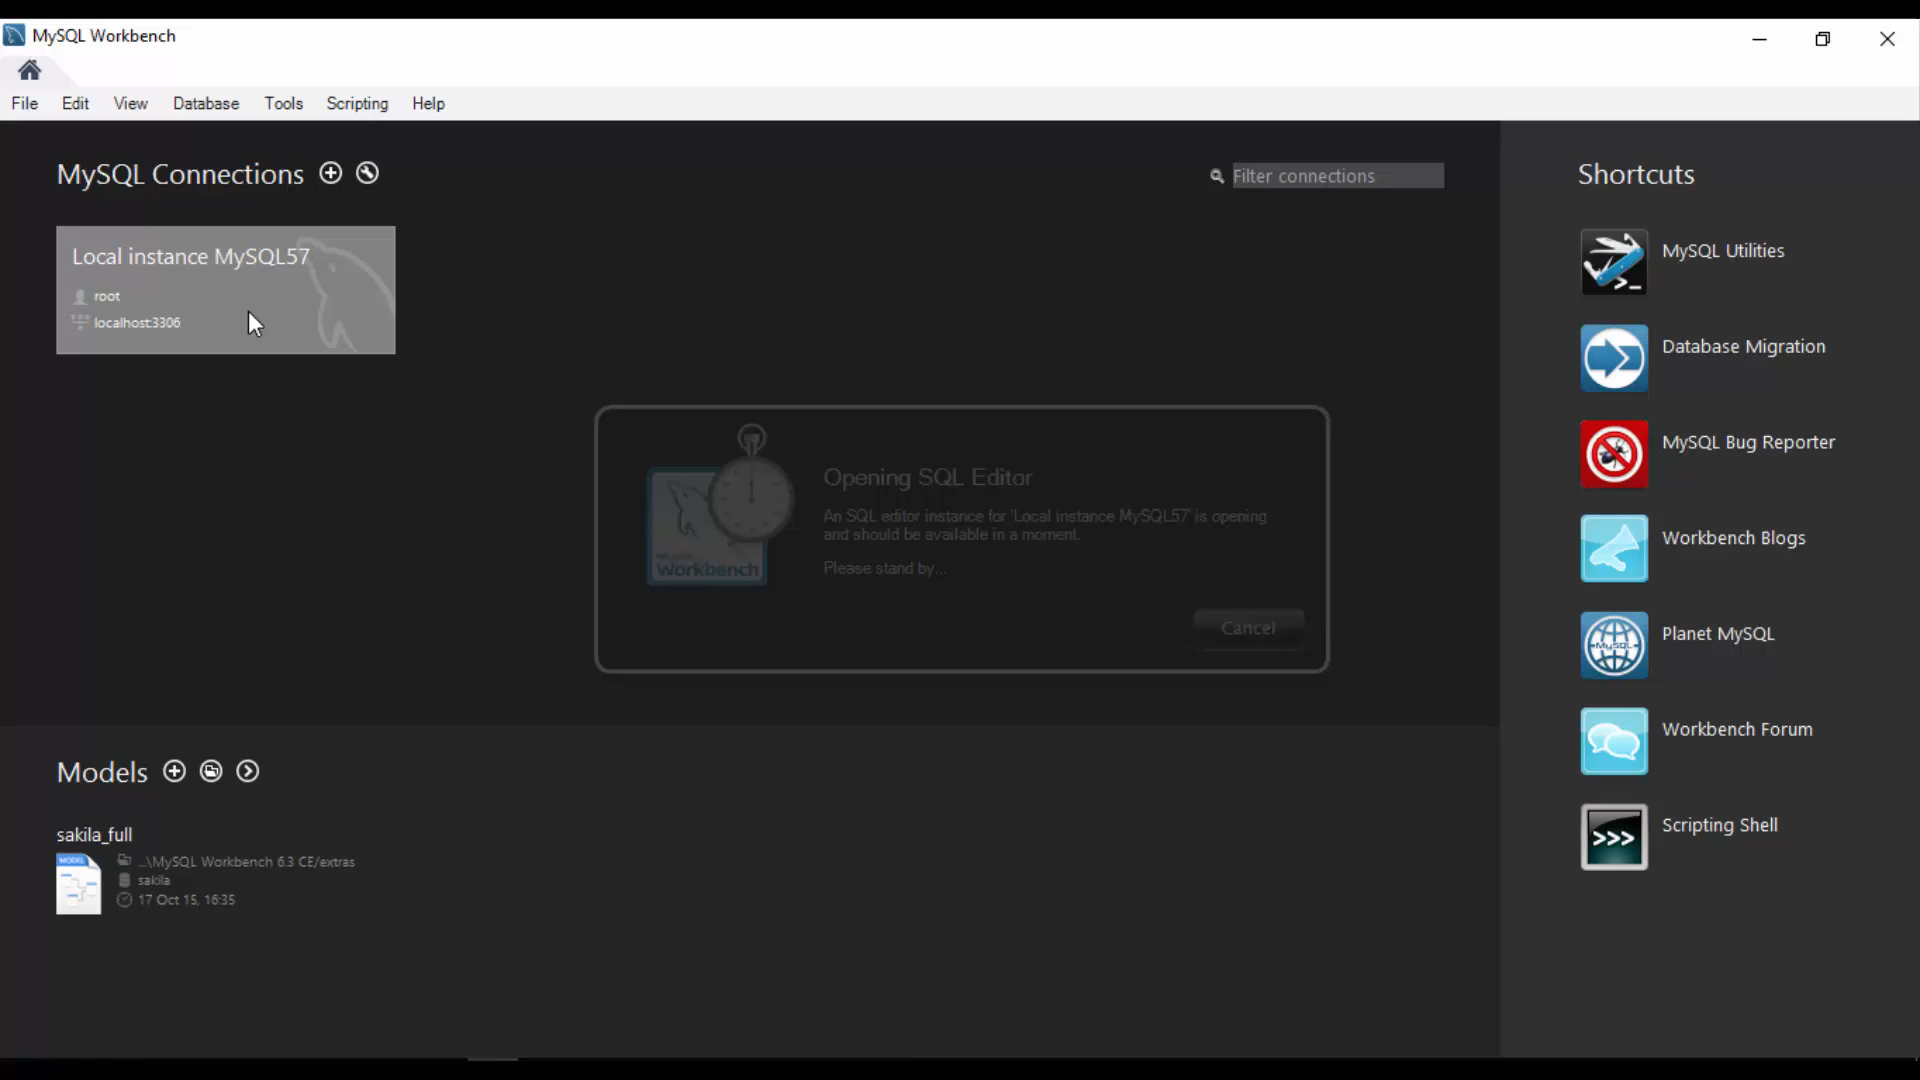 MySQL Workbench
File Edit View Database Tools Scripting Help
MySQL Connections
Filter connections
Local instance MySQL57
root
localhost:3306
Opening SQL Editor
An SQL editor instance for 'Local instance MySQL57' is opening
and should be available in a moment.
Please stand by...
Workbench
Cancel
Models
sakila_full
MODEL
...\MySQL Workbench 6.3 CE/extras
sakila
17 Oct 15, 16:35
Shortcuts
MySQL Utilities
Database Migration
MySQL Bug Reporter
Workbench Blogs
MySQL
Planet MySQL
Workbench Forum
>>>
Scripting Shell